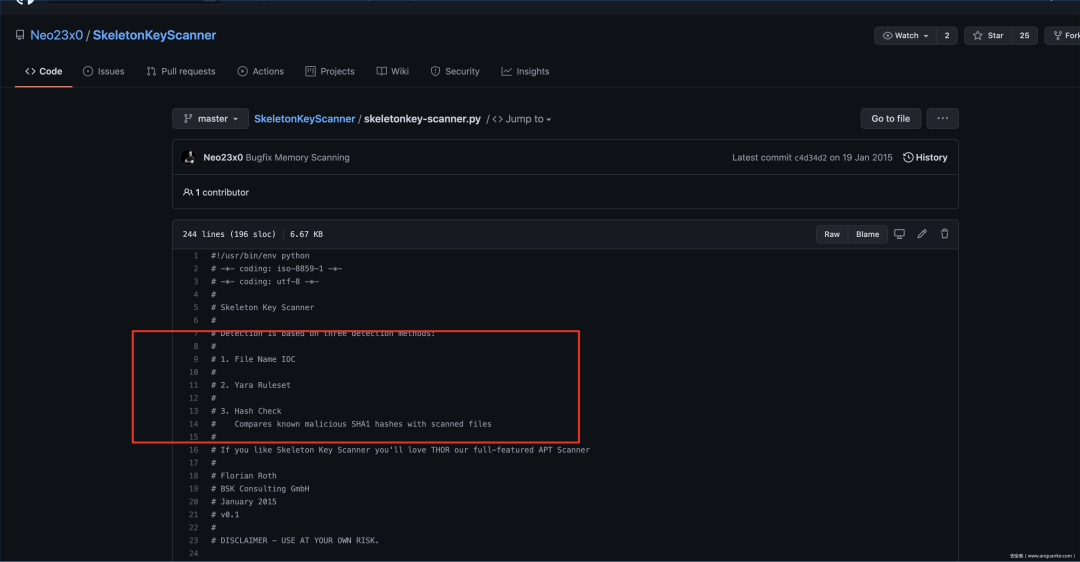 Neo23x0 / SkeletonKeyScanner
Watch 2 Star 25 Fork
Code Issues Pull requests Actions Projects Wiki Security Insights
master SkeletonKeyScanner / skeletonkey-scanner.py / <> Jump to Go to file ...
Neo23x0 Bugfix Memory Scanning Latest commit c4d34d2 on 19 Jan 2015 History
1 contributor
244 lines (196 sloc) 6.67 KB Raw Blame
1 #!/usr/bin/env python
2 # -*- coding: iso-8859-1 -*-
3 # -*- coding: utf-8 -*-
4 #
5 # Skeleton Key Scanner
6 #
7 # Detection is based on three detection methods:
8 #
9 # 1. File Name IOC
10 #
11 # 2. Yara Ruleset
12 #
13 # 3. Hash Check
14 # Compares known malicious SHA1 hashes with scanned files
15 #
16 # If you like Skeleton Key Scanner you'll love THOR our full-featured APT Scanner
17 #
18 # Florian Roth
19 # BSK Consulting GmbH
20 # January 2015
21 # v0.1
22 #
23 # DISCLAIMER - USE AT YOUR OWN RISK.
24
安全客（www.anquanke.com）